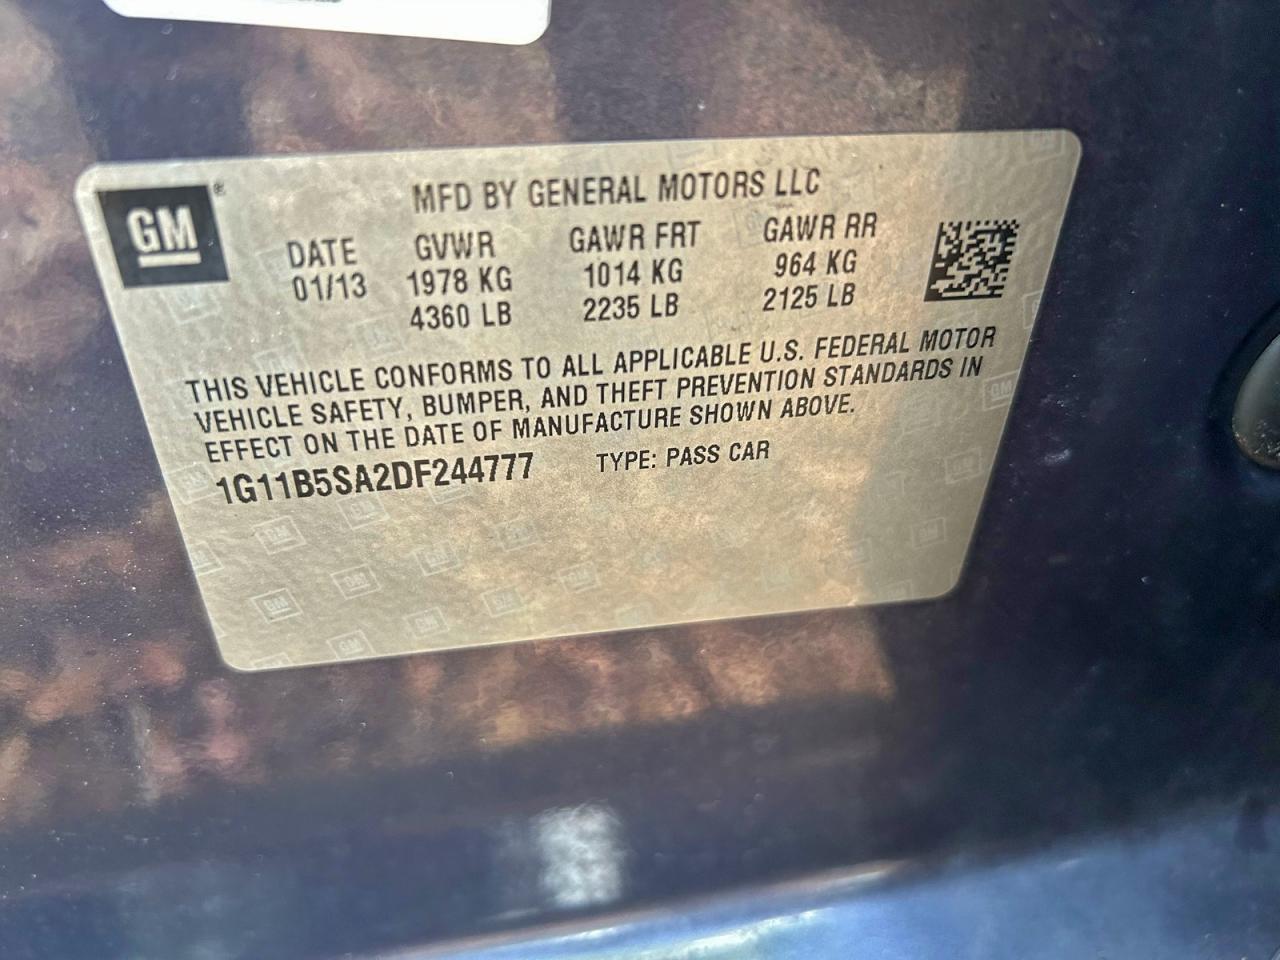 GM ®
MFD BY GENERAL MOTORS LLC
DATE GVWR GAWR FRT GAWR RR
01/13 1978 KG 1014 KG 964 KG
4360 LB 2235 LB 2125 LB
THIS VEHICLE CONFORMS TO ALL APPLICABLE U.S. FEDERAL MOTOR
VEHICLE SAFETY, BUMPER, AND THEFT PREVENTION STANDARDS IN
EFFECT ON THE DATE OF MANUFACTURE SHOWN ABOVE.
1G11B5SA2DF244777 TYPE: PASS CAR